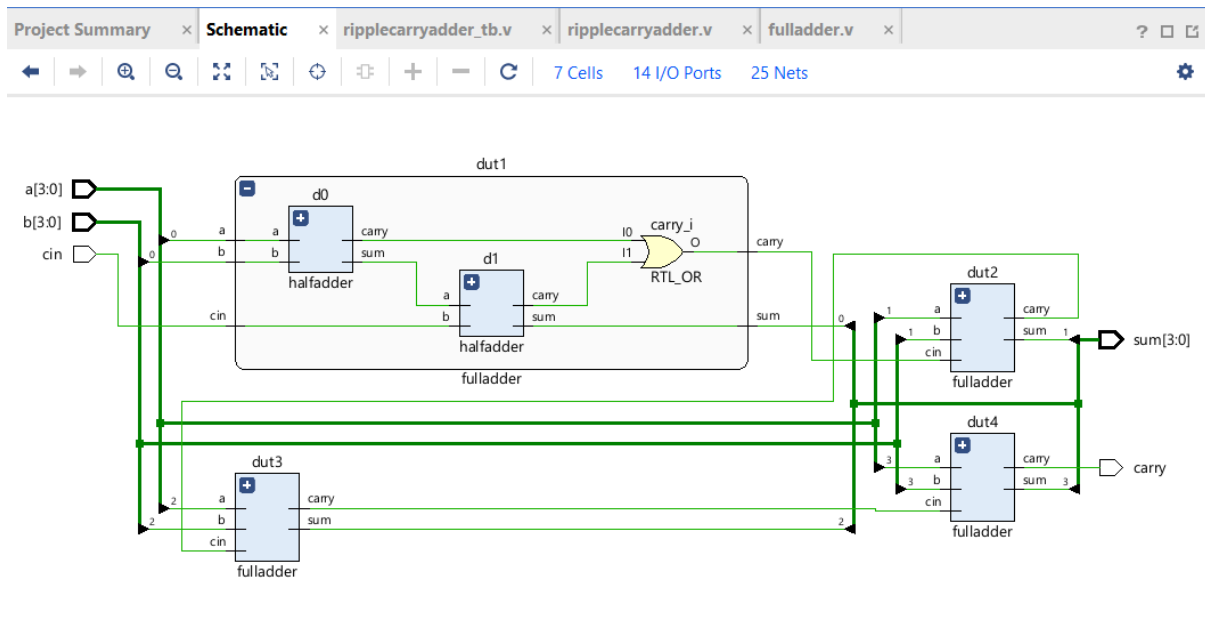 Project Summary × Schematic × ripplecarryadder_tb.v × ripplecarryadder.v × fulladder.v × ?
7 Cells 14 I/O Ports 25 Nets
dut1
a[3:0]
b[3:0]
cin
0
0
a
b
cin
d0
a
b
carry
sum
halfadder
d1
a
b
carry
sum
halfadder
carry_i
I0
I1
O
RTL_OR
carry
sum
fulladder
0
dut2
1
1
a
b
cin
carry
sum
1
fulladder
sum[3:0]
dut3
2
2
a
b
cin
carry
sum
fulladder
2
dut4
3
3
a
b
cin
carry
sum
3
fulladder
carry